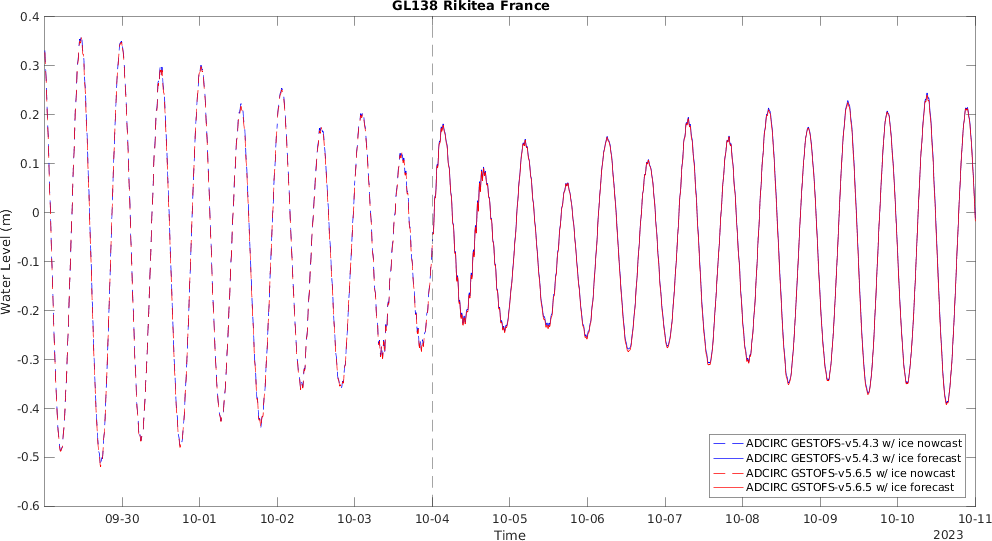 GL138 Rikitea France
0.4
0.3
0.2
0.1
0
-0.1
-0.2
-0.3
-0.4
-0.5
-0.6
Water Level (m)
ADCIRC GESTOFS-v5.4.3 w/ ice nowcast
ADCIRC GESTOFS-v5.4.3 w/ ice forecast
ADCIRC GSTOFS-v5.6.5 w/ ice nowcast
ADCIRC GSTOFS-v5.6.5 w/ ice forecast
09-30 10-01 10-02 10-03 10-04 10-05 10-06 10-07 10-08 10-09 10-10 10-11
Time
2023